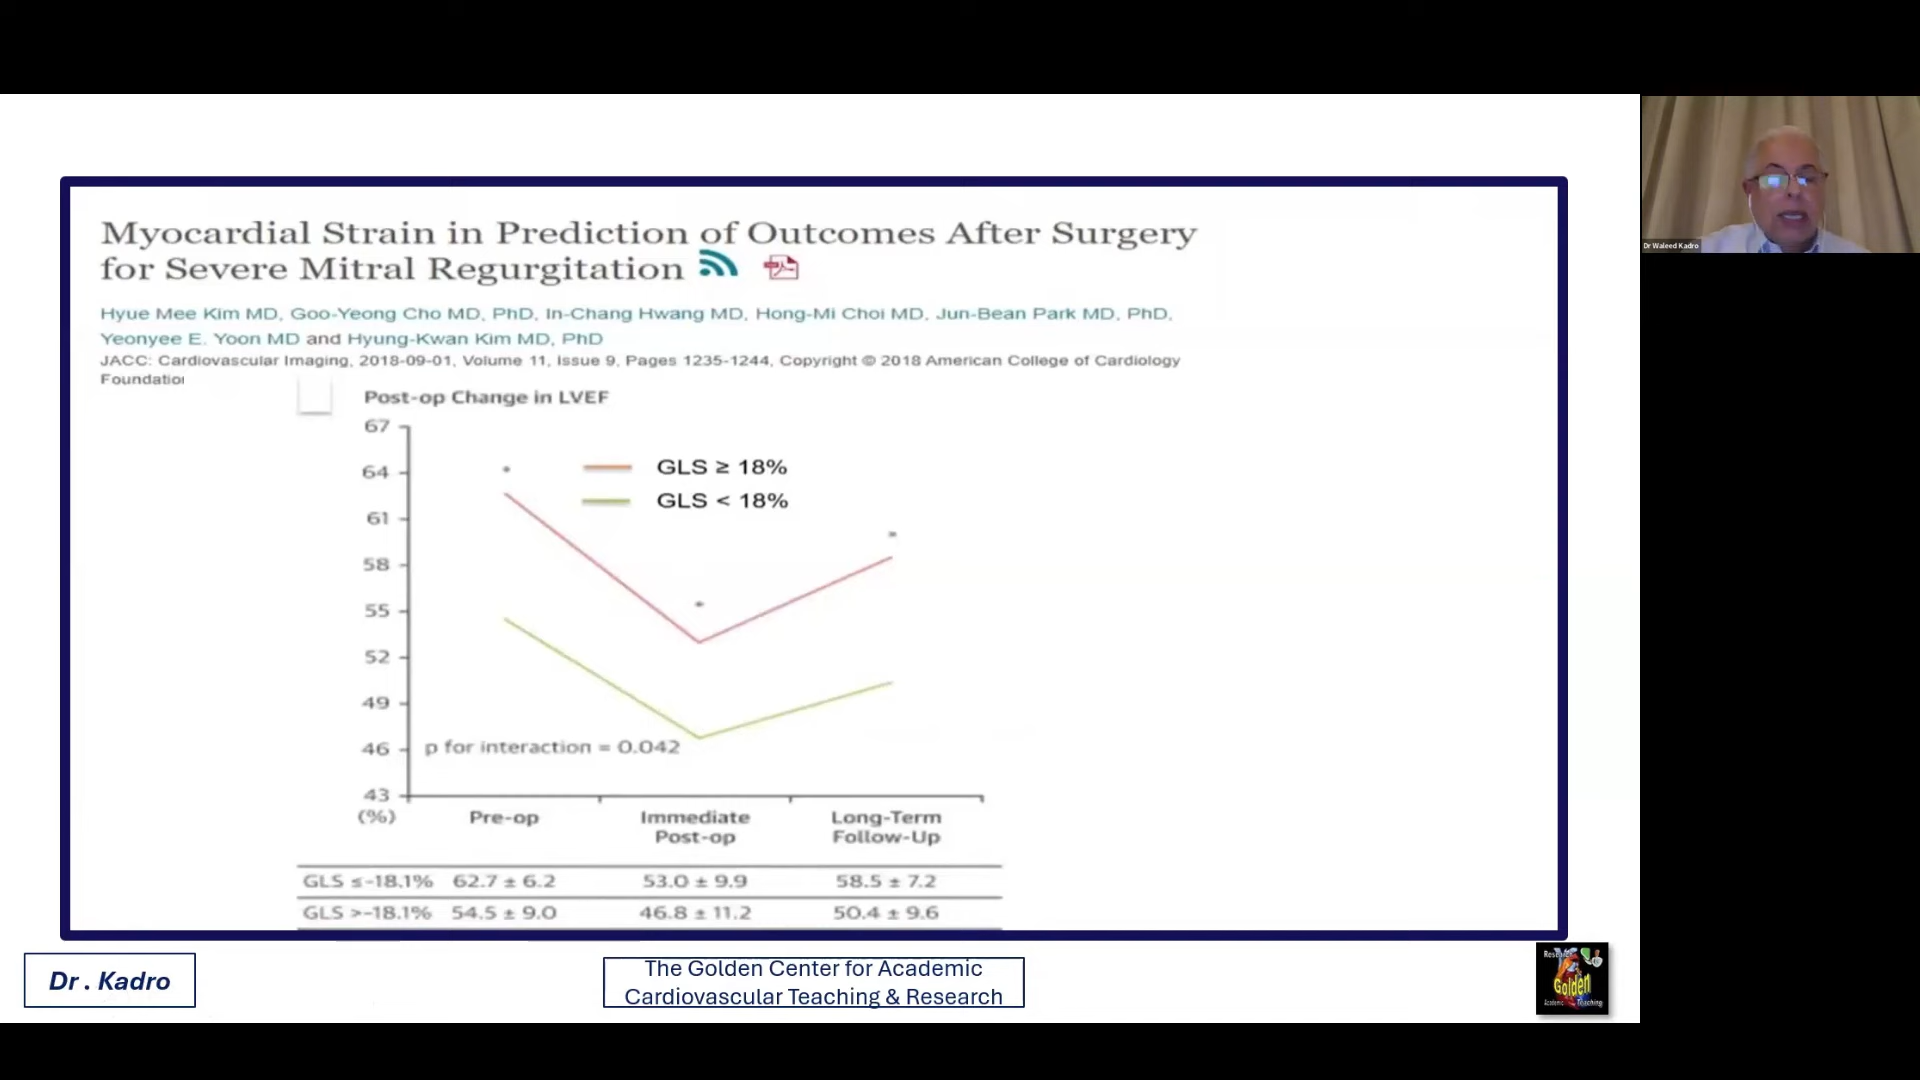 Myocardial Strain in Prediction of Outcomes After Surgery
for Severe Mitral Regurgitation
Hyue Mee Kim MD, Goo-Yeong Cho MD, PhD, In-Chang Hwang MD, Hong-Mi Choi MD, Jun-Bean Park MD, PhD,
Yeonyee E. Yoon MD and Hyung-Kwan Kim MD, PhD
JACC: Cardiovascular Imaging, 2018-09-01, Volume 11, Issue 9, Pages 1235-1244, Copyright © 2018 American College of Cardiology
Foundation
Post-op Change in LVEF
67
64
61
58
55
52
49
46
43
(%)
GLS ≥ 18%
GLS < 18%
p for interaction = 0.042
Pre-op
Immediate
Post-op
Long-Term
Follow-Up
GLS ≤-18.1% 62.7 ± 6.2 53.0 ± 9.9 58.5 ± 7.2
GLS >-18.1% 54.5 ± 9.0 46.8 ± 11.2 50.4 ± 9.6
Dr . Kadro
The Golden Center for Academic
Cardiovascular Teaching & Research
Golden
Academic Teaching
Dr Waleed Kadro